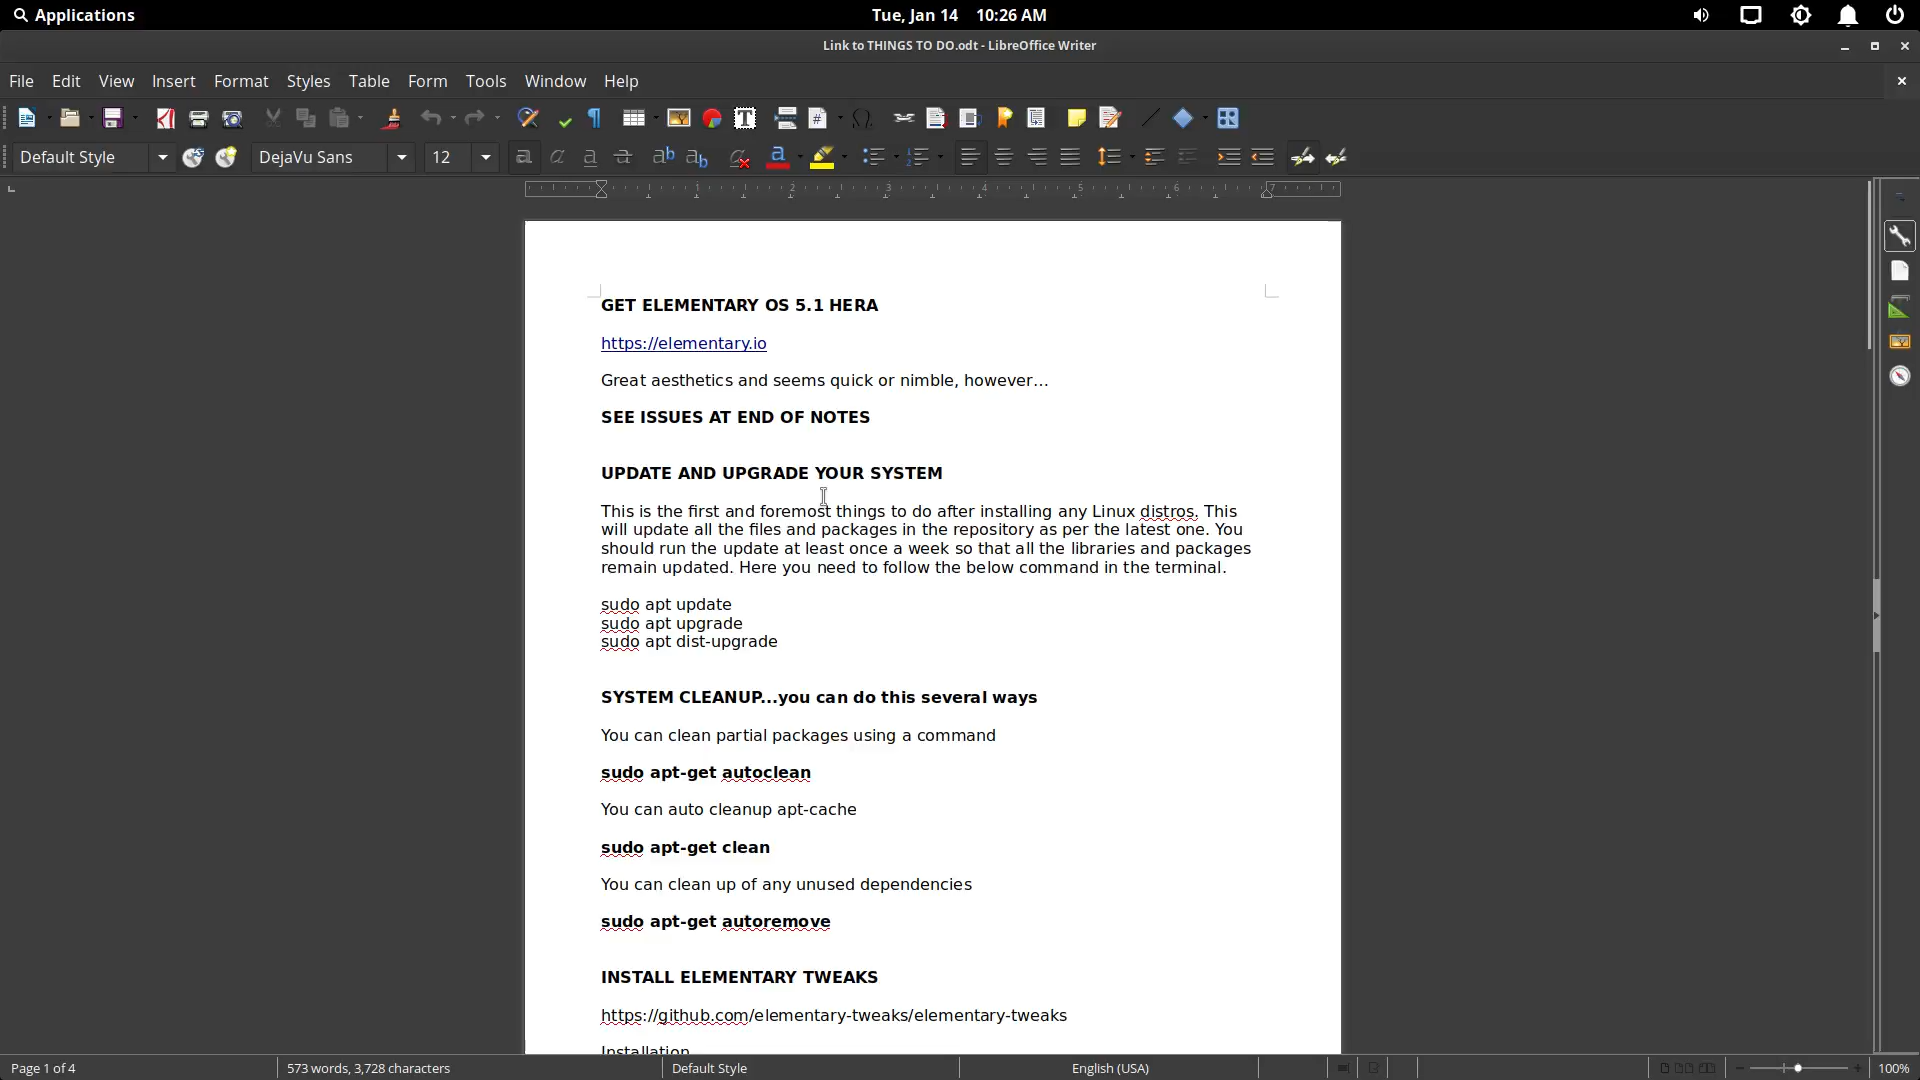 Applications
Tue, Jan 14 10:26 AM
Link to THINGS TO DO.odt - LibreOffice Writer
File Edit View Insert Format Styles Table Form Tools Window Help
Default Style DejaVu Sans 12
1 2 3 4 5 6 7
GET ELEMENTARY OS 5.1 HERA
https://elementary.io
Great aesthetics and seems quick or nimble, however...
SEE ISSUES AT END OF NOTES
UPDATE AND UPGRADE YOUR SYSTEM
This is the first and foremost things to do after installing any Linux distros. This
will update all the files and packages in the repository as per the latest one. You
should run the update at least once a week so that all the libraries and packages
remain updated. Here you need to follow the below command in the terminal.
sudo apt update
sudo apt upgrade
sudo apt dist-upgrade
SYSTEM CLEANUP...you can do this several ways
You can clean partial packages using a command
sudo apt-get autoclean
You can auto cleanup apt-cache
sudo apt-get clean
You can clean up of any unused dependencies
sudo apt-get autoremove
INSTALL ELEMENTARY TWEAKS
https://github.com/elementary-tweaks/elementary-tweaks
Installation
Page 1 of 4 573 words, 3,728 characters Default Style English (USA) 100%